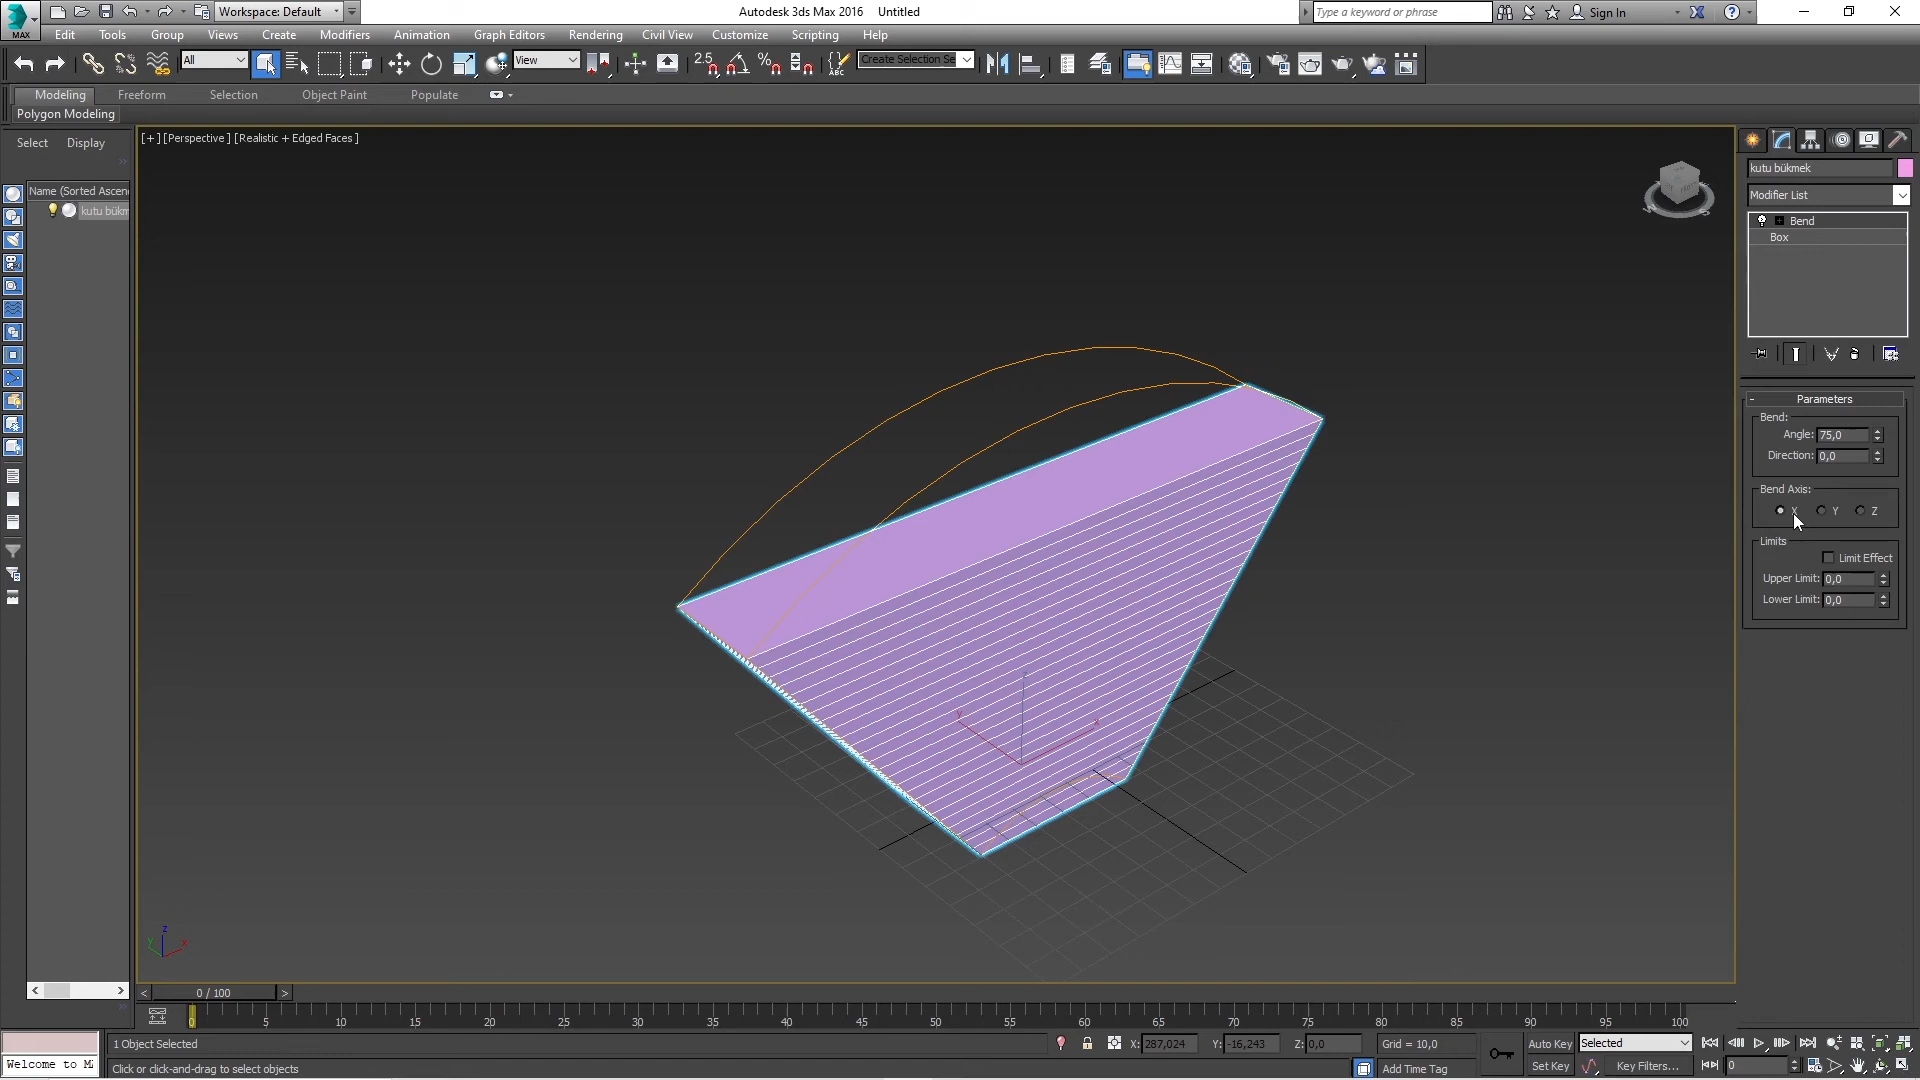 MAX
Workspace: Default
Autodesk 3ds Max 2016 Untitled
Type a keyword or phrase
Sign In
Edit Tools Group Views Create Modifiers Animation Graph Editors Rendering Civil View Customize Scripting Help
All
View
2.5
ABC
Create Selection Se
Modeling Freeform Selection Object Paint Populate
Polygon Modeling
Select Display
Name (Sorted Ascen
kutu bükm
[+] [Perspective ] [Realistic + Edged Faces ]
kutu bükmek
Modifier List
Bend
Box
- Parameters
Bend:
Angle: 75,0
Direction: 0,0
Bend Axis:
X Y Z
Limits
Limit Effect
Upper Limit: 0,0
Lower Limit: 0,0
y x
z
y x
< 0 / 100 >
0 5 10 15 20 25 30 35 40 45 50 55 60 65 70 75 80 85 90 95 100
1 Object Selected
X: 287,024 Y: -16,243 Z: 0,0 Grid = 10,0
Auto Key Selected
Welcome to M
Click or click-and-drag to select objects
Add Time Tag
Set Key Key Filters... 0